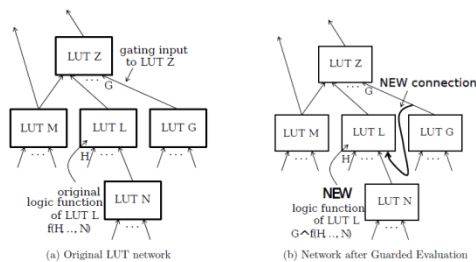 LUT Z
gating input
to LUT Z
...
G
LUT M
LUT L
LUT G
H
...
...
...
original
logic function
of LUT L
f(H,..,N)
LUT N
...
(a) Original LUT network
LUT Z
...
G
NEW connection
LUT M
LUT L
LUT G
H
...
...
...
NEW
logic function
of LUT L
G^f(H,..,N)
LUT N
...
(b) Network after Guarded Evaluation